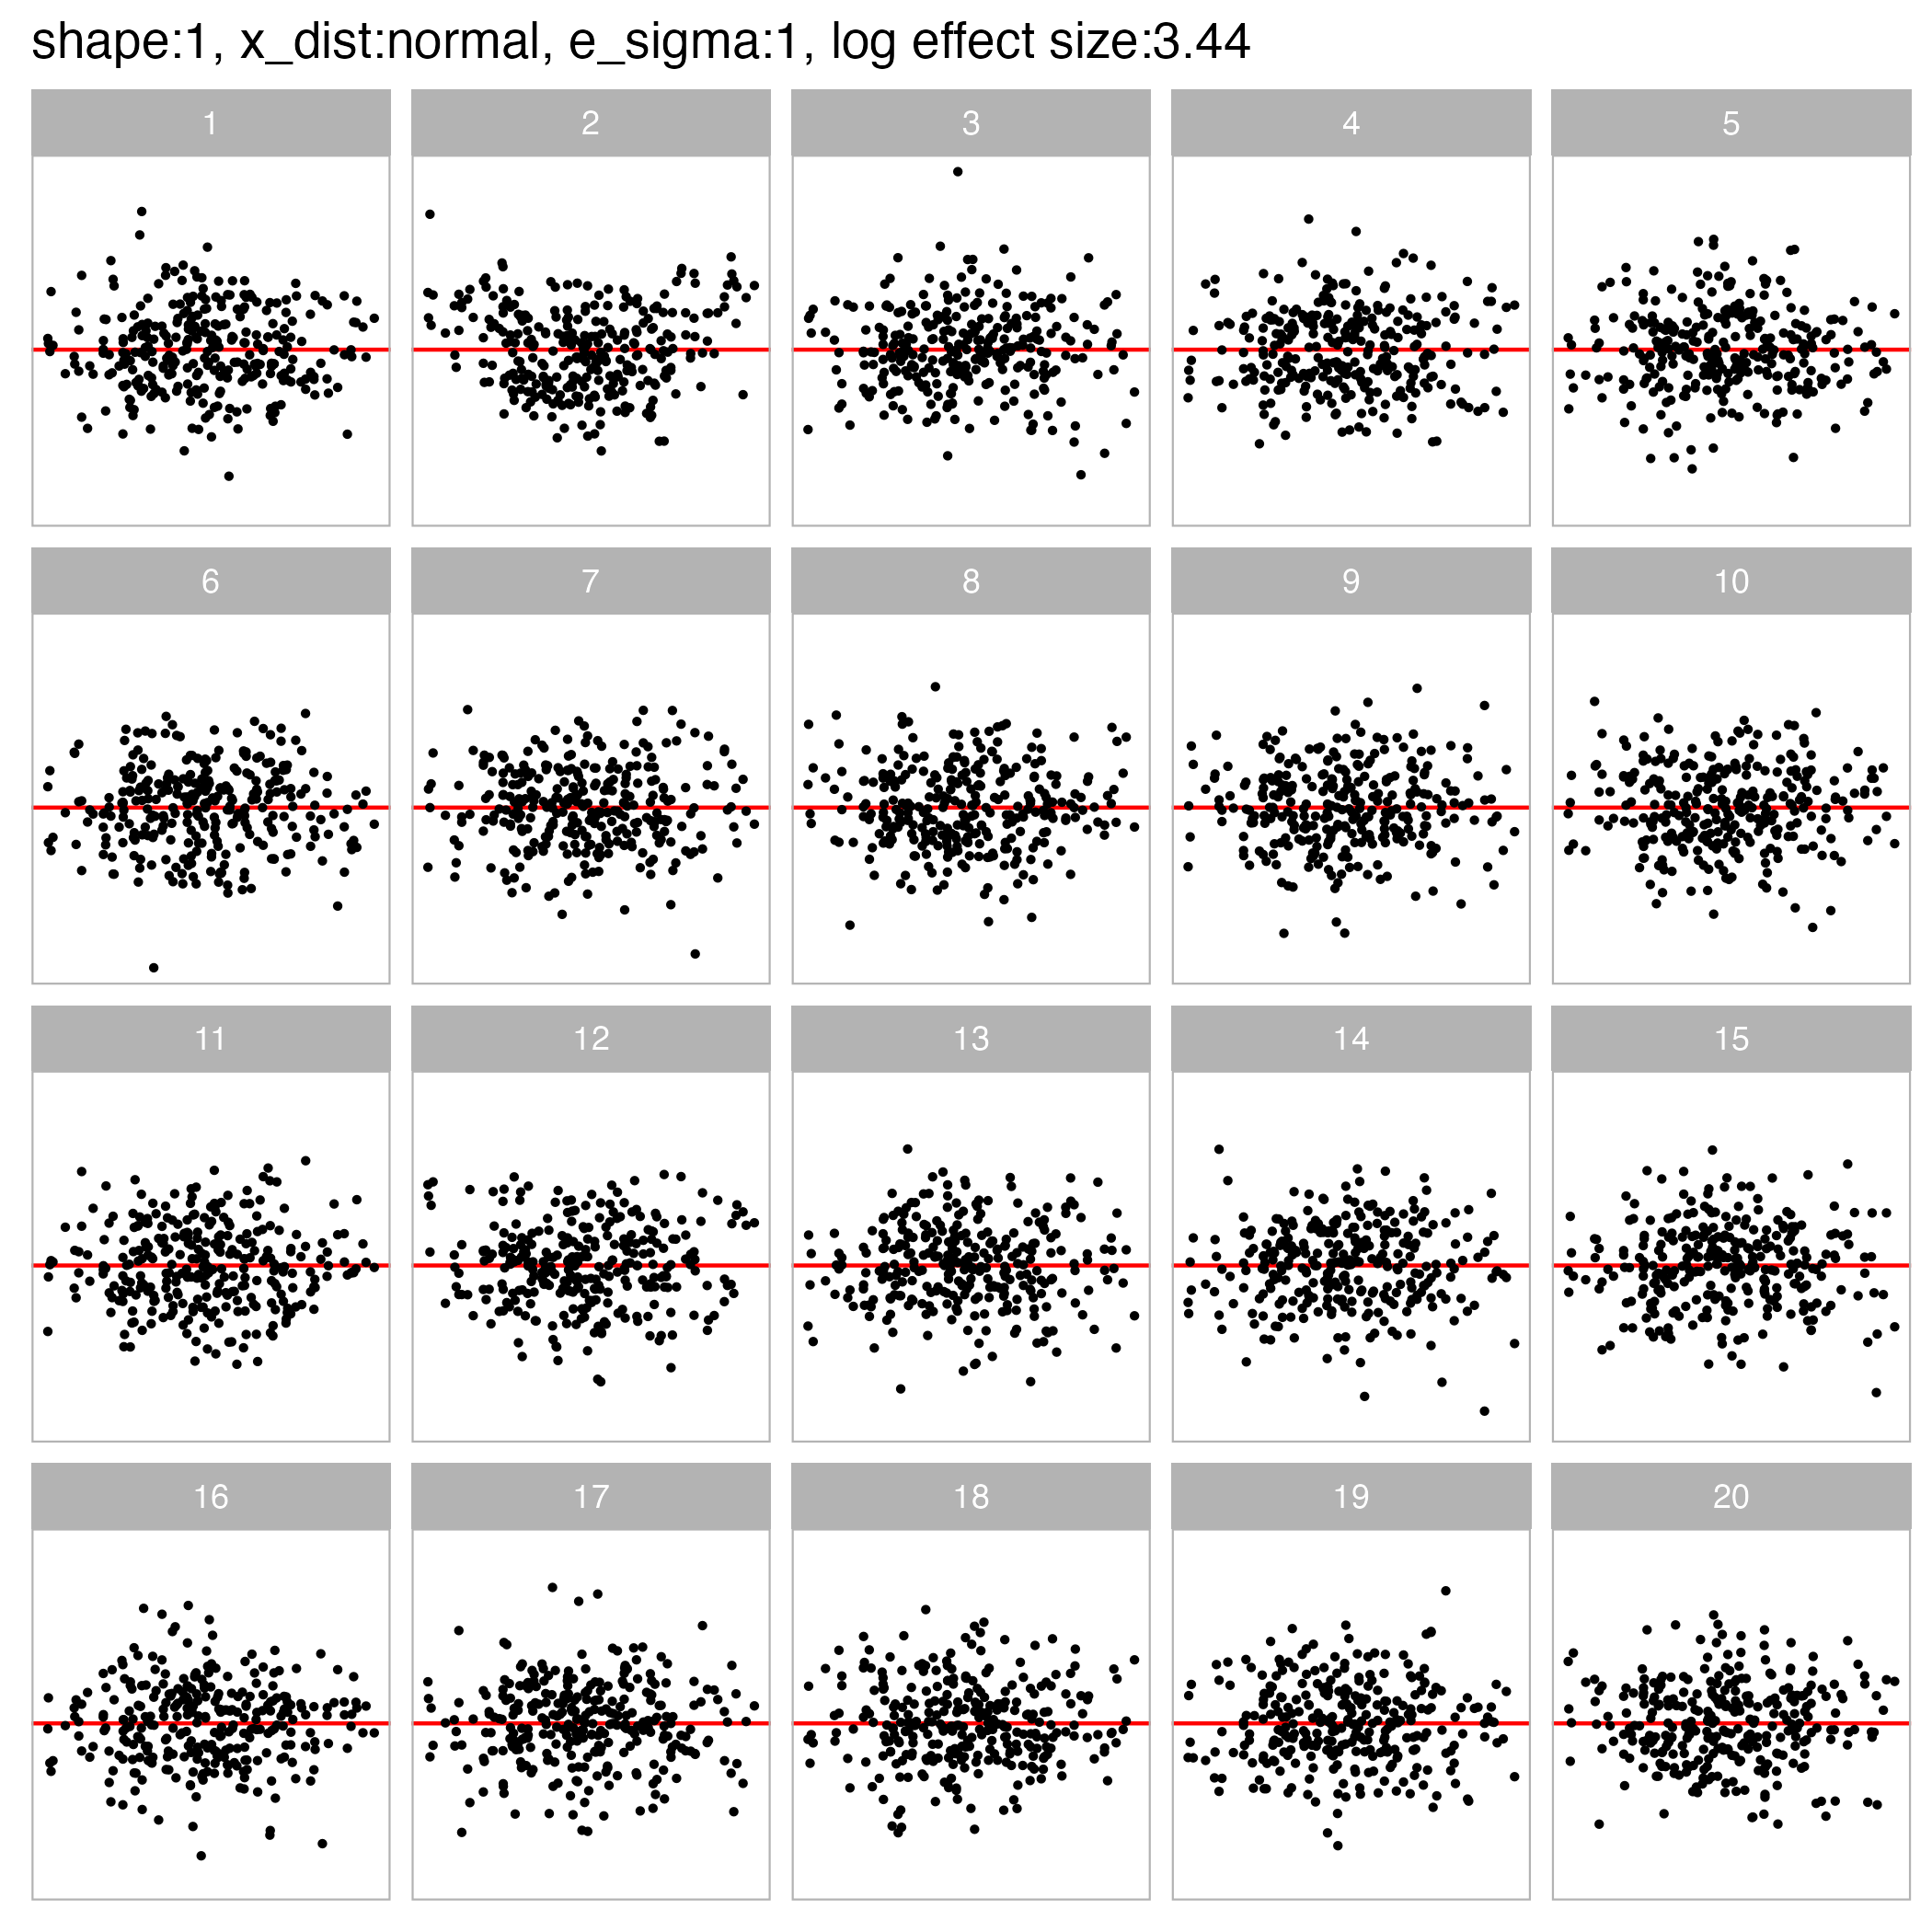 shape:1, x_dist:normal, e_sigma:1, log effect size:3.44
1 2 3 4 5
6 7 8 9 10
11 12 13 14 15
16 17 18 19 20